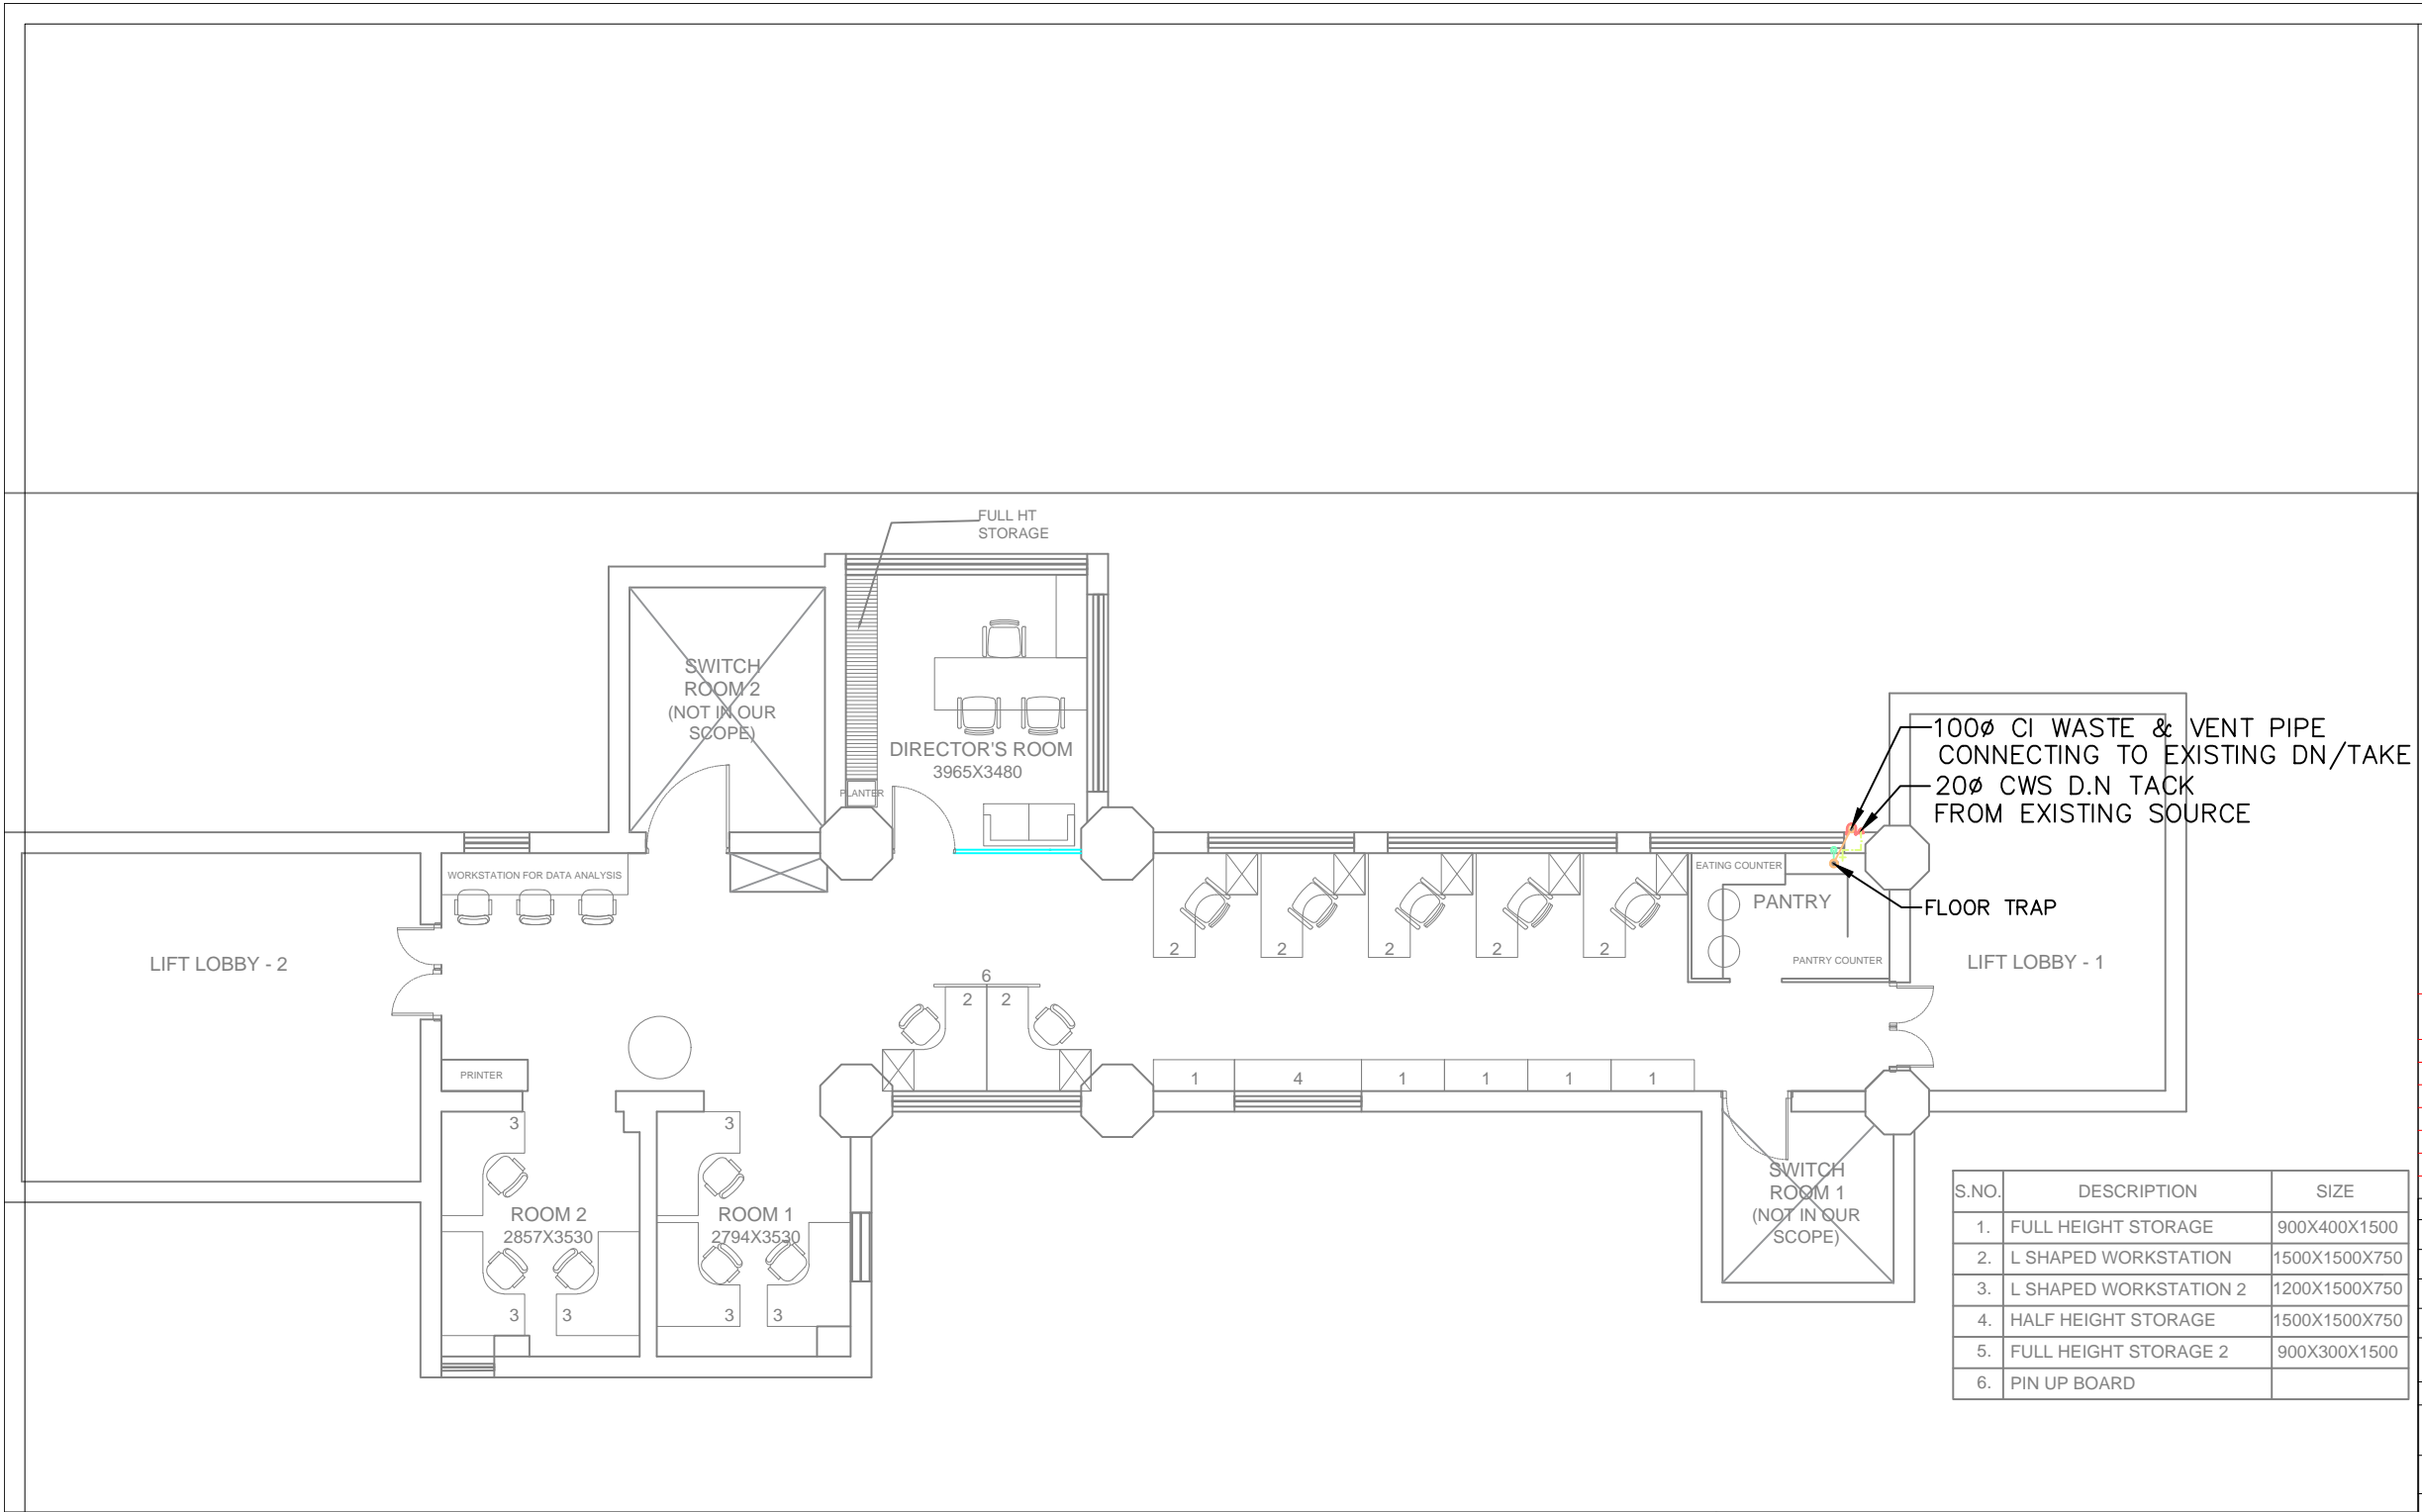 FULL HT
STORAGE
SWITCH
ROOM 2
(NOT IN OUR
SCOPE)
DIRECTOR'S ROOM
3965X3480
PLANTER
100ø CI WASTE & VENT PIPE
CONNECTING TO EXISTING DN/TAKE
20ø CWS D.N TACK
FROM EXISTING SOURCE
WORKSTATION FOR DATA ANALYSIS
EATING COUNTER
PANTRY
FLOOR TRAP
2
2
2
2
2
PANTRY COUNTER
LIFT LOBBY - 2
LIFT LOBBY - 1
6
2
2
PRINTER
1
4
1
1
1
1
3
3
ROOM 2
2857X3530
ROOM 1
2794X3530
3
3
3
3
SWITCH
ROOM 1
(NOT IN OUR
SCOPE)
S.NO. DESCRIPTION SIZE
1. FULL HEIGHT STORAGE 900X400X1500
2. L SHAPED WORKSTATION 1500X1500X750
3. L SHAPED WORKSTATION 2 1200X1500X750
4. HALF HEIGHT STORAGE 1500X1500X750
5. FULL HEIGHT STORAGE 2 900X300X1500
6. PIN UP BOARD